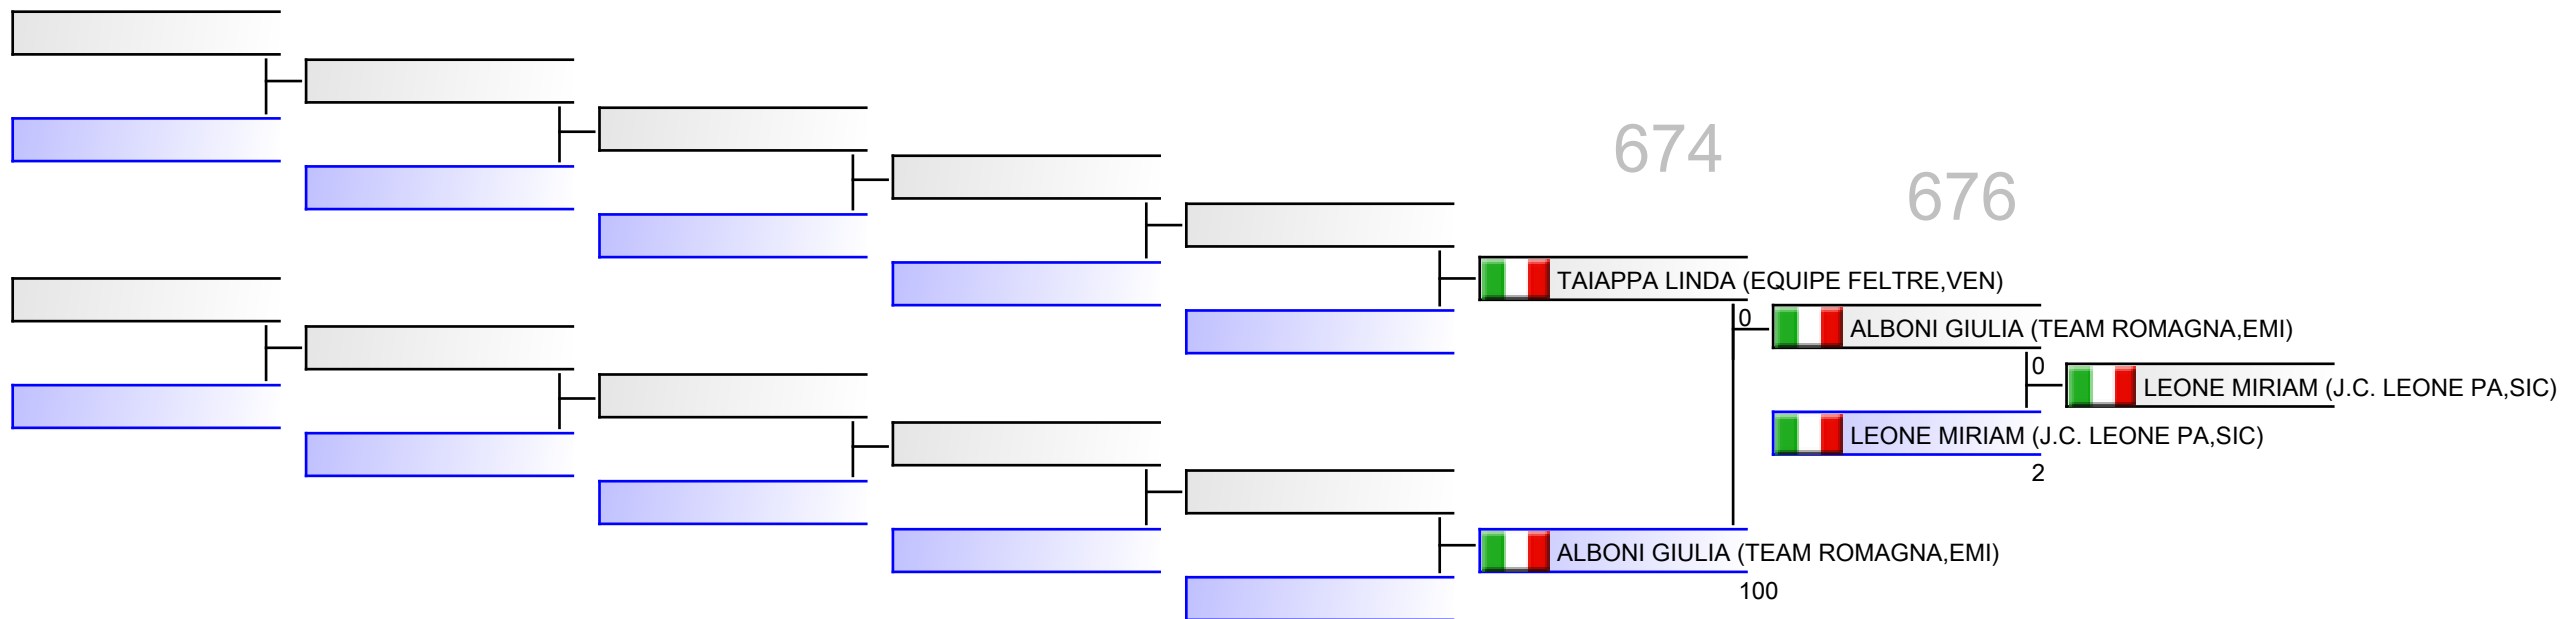 674
676
TAIAPPA LINDA (EQUIPE FELTRE,VEN)
0
ALBONI GIULIA (TEAM ROMAGNA,EMI)
0
LEONE MIRIAM (J.C. LEONE PA,SIC)
LEONE MIRIAM (J.C. LEONE PA,SIC)
2
ALBONI GIULIA (TEAM ROMAGNA,EMI)
100